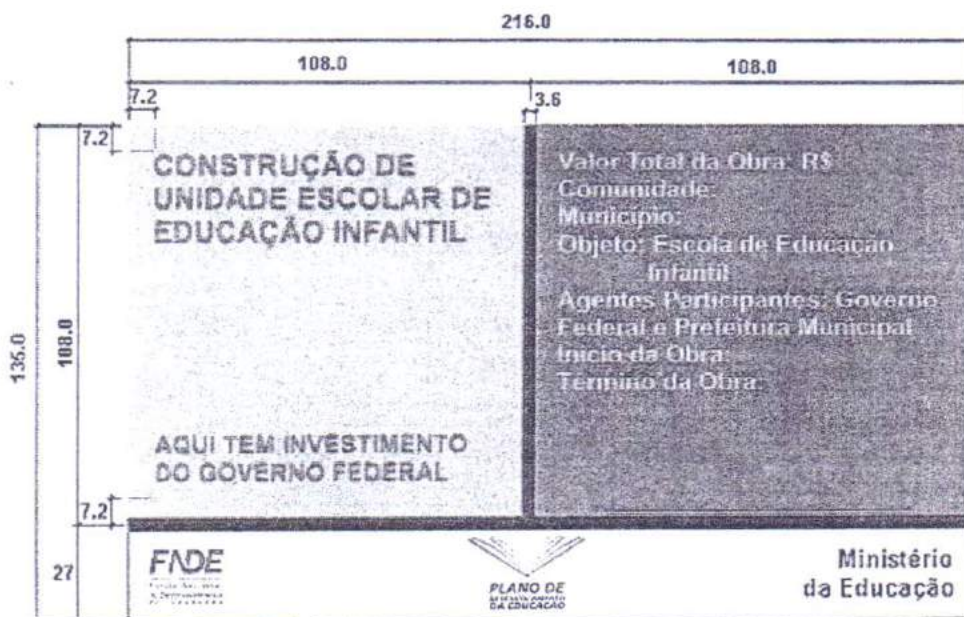 216.0
108.0 108.0
7.2 3.6
7.2
CONSTRUÇÃO DE
UNIDADE ESCOLAR DE
EDUCAÇÃO INFANTIL
Valor Total da Obra: R$
Comunidade:
Município:
Objeto: Escola de Educação
Infantil
Agentes Participantes: Governo
Federal e Prefeitura Municipal
Início da Obra:
Término da Obra:
135.0
108.0
AQUI TEM INVESTIMENTO
DO GOVERNO FEDERAL
7.2
27
FNDE
PLANO DE
DA EDUCAÇÃO
Ministério
da Educação